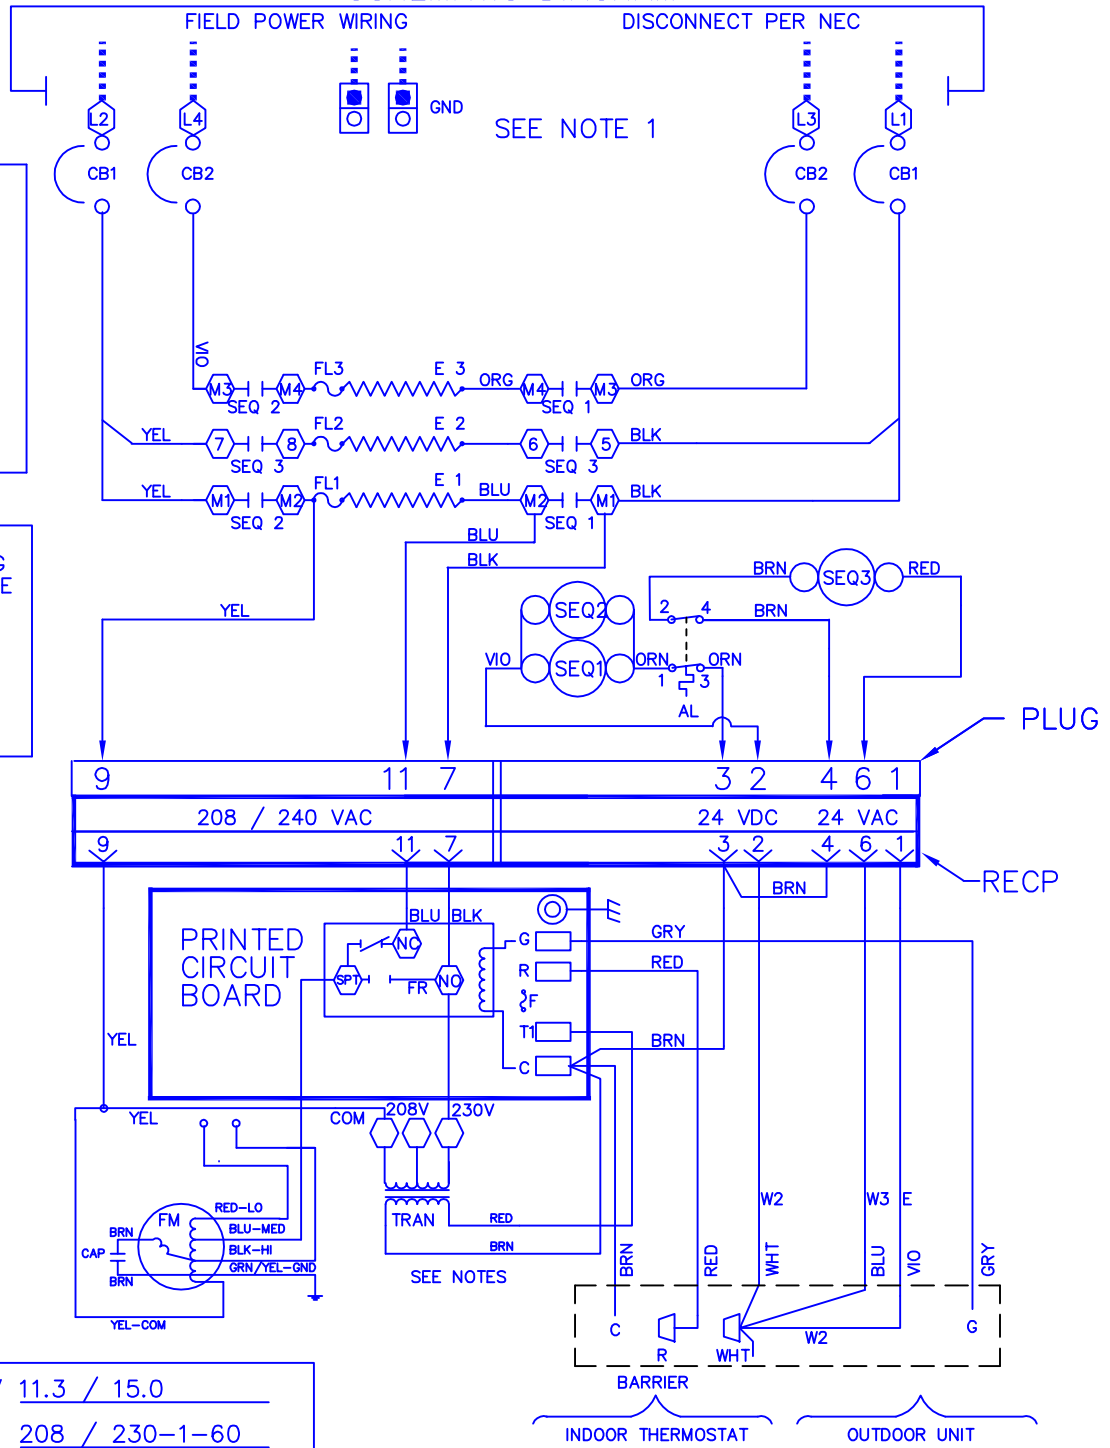 FIELD POWER WIRING
DISCONNECT PER NEC
L2
L4
GND
SEE NOTE 1
L3
L1
CB1
CB2
CB2
CB1
VIO
FL3
E 3
M3
M4
ORG
M4
M3
ORG
SEQ 2
SEQ 1
FL2
E 2
YEL
7
8
6
5
BLK
SEQ 3
SEQ 3
FL1
E 1
YEL
M1
M2
BLU
M2
M1
BLK
SEQ 2
SEQ 1
G
E
BLU
BLK
BRN
SEQ3
RED
YEL
SEQ2
2
4
BRN
VIO
SEQ1
ORN
ORN
1
3
AL
PLUG
9
11
7
3
2
4
6
1
208 / 240 VAC
24 VDC
24 VAC
9
11
7
3
2
4
6
1
RECP
BRN
BLU
BLK
PRINTED
CIRCUIT
BOARD
NC
G
GRY
SPT
FR
NO
R
RED
F
T1
YEL
BRN
C
YEL
COM
208V
230V
RED-LO
FM
BLU-MED
BRN
CAP
BLK-HI
GRN/YEL-GND
BRN
YEL-COM
TRAN
RED
BRN
SEE NOTES
W2
W3
E
BRN
RED
WHT
BLU
VIO
GRY
C
R
WHT
W2
G
BARRIER
INDOOR THERMOSTAT
OUTDOOR UNIT
/ 11.3 / 15.0
208 / 230-1-60